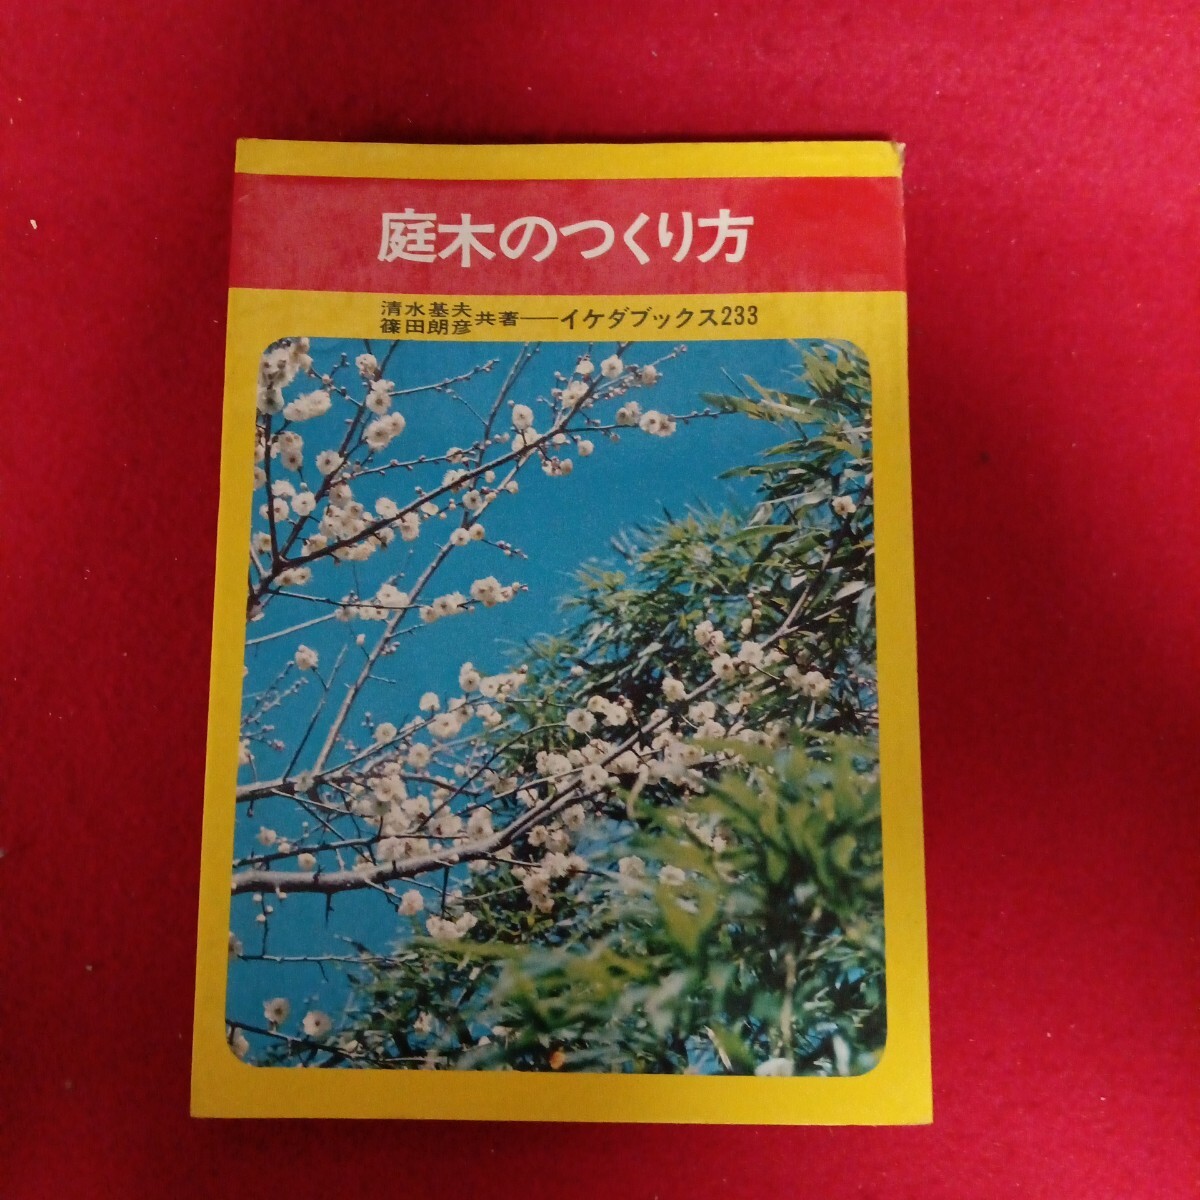 庭木のつくり方
清水基夫
篠田朗彦 共著――イケダブックス233